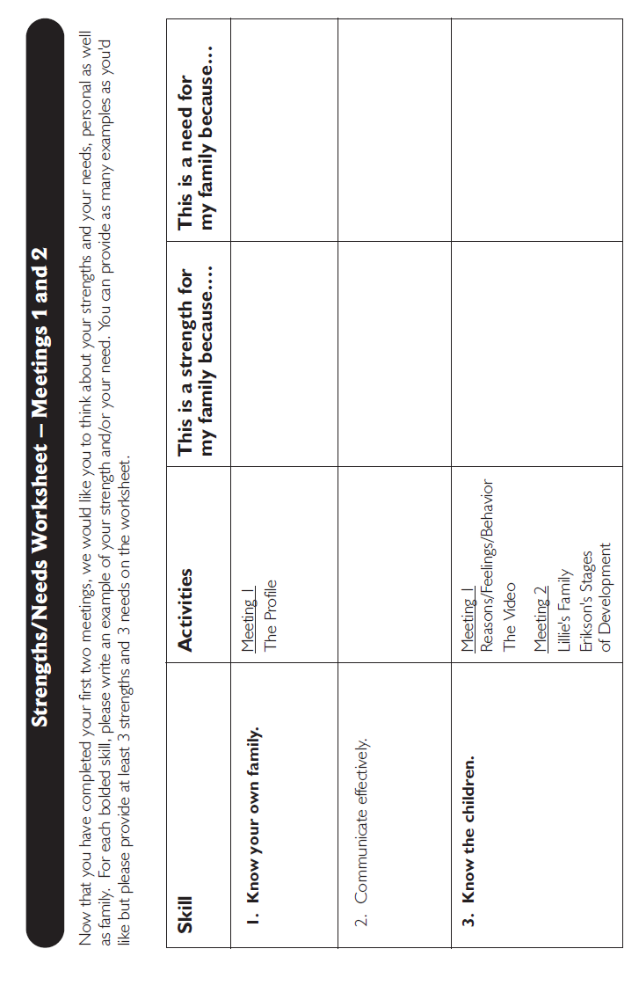 Strengths/Needs Worksheet – Meetings 1 and 2
Now that you have completed your first two meetings, we would like you to think about your strengths and your needs, personal as well
as family. For each bolded skill, please write an example of your strength and/or your need. You can provide as many examples as you'd
like but please provide at least 3 strengths and 3 needs on the worksheet.
Skill
Activities
This is a strength for
my family because....
This is a need for
my family because...
1. Know your own family.
Meeting 1
The Profile
2. Communicate effectively.
3. Know the children.
Meeting 1
Reasons/Feelings/Behavior
The Video
Meeting 2
Lillie's Family
Erikson's Stages
of Development